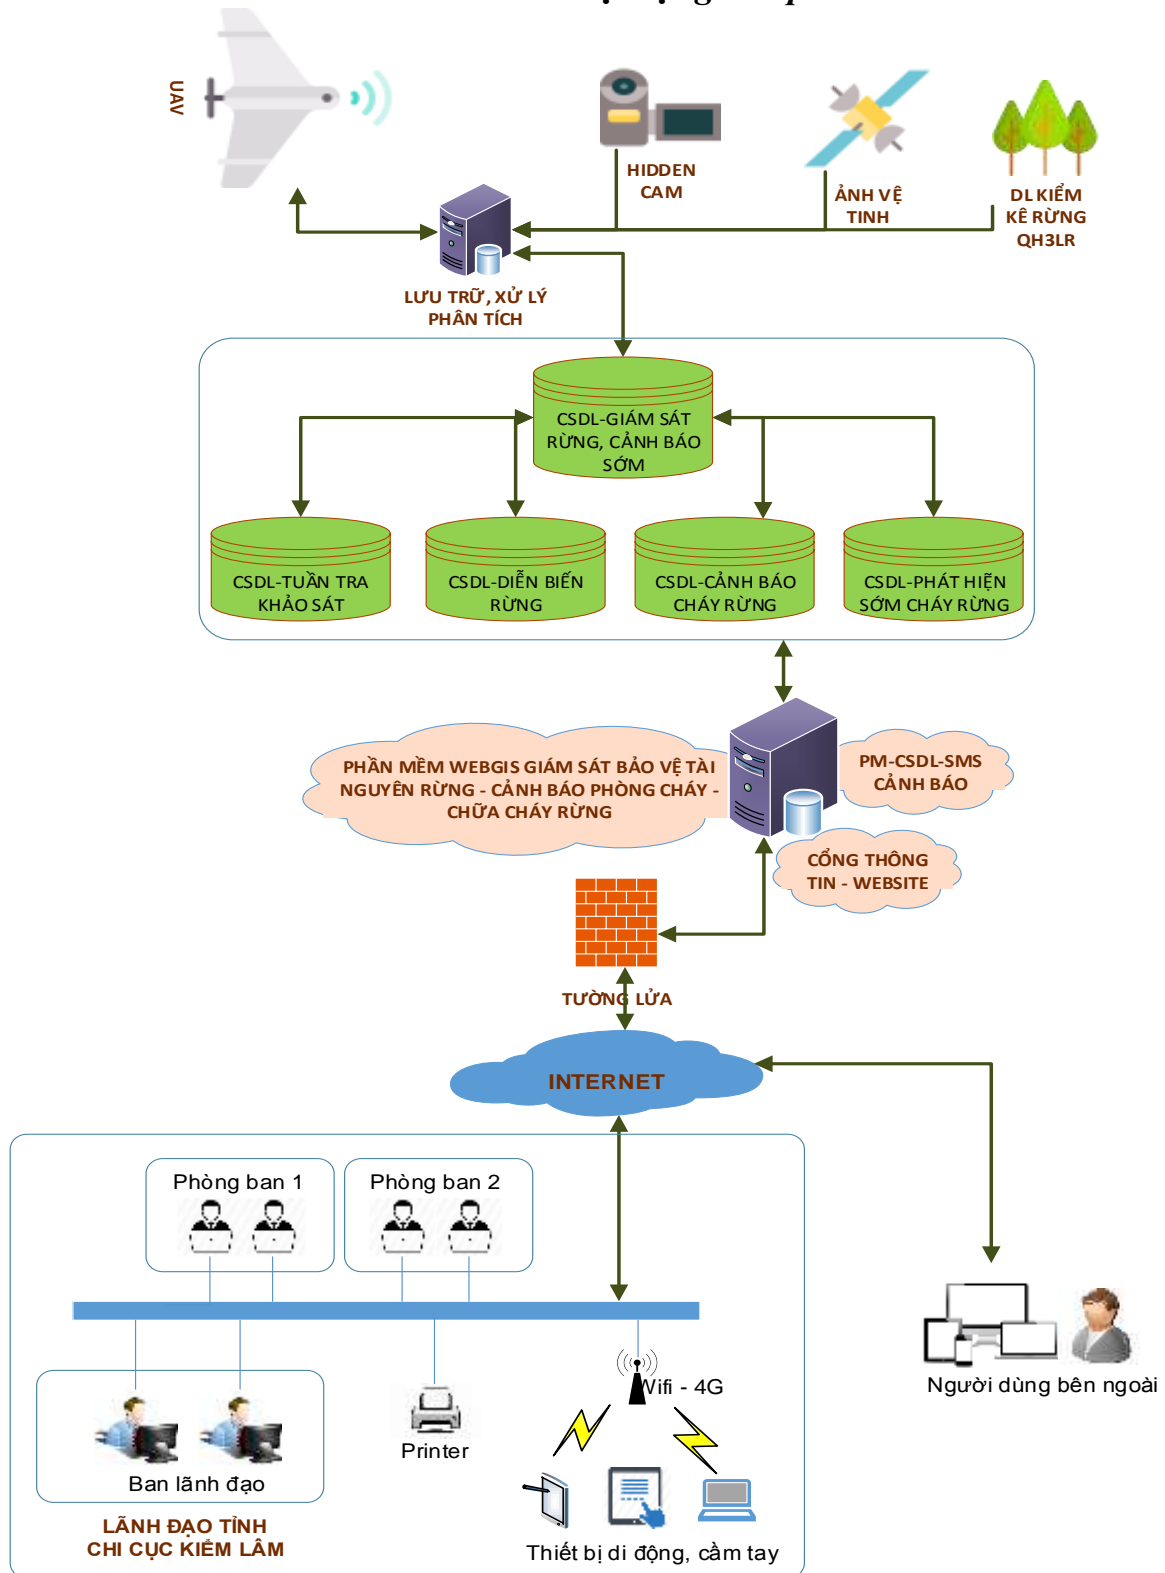 UAV
HIDDEN
CAM
ẢNH VỆ
TINH
DL KIỂM
KÊ RỪNG
QH3LR
LƯU TRỮ, XỬ LÝ
PHÂN TÍCH
CSDL-GIÁM SÁT
RỪNG, CẢNH BÁO
SỚM
CSDL-TUẦN TRA
KHẢO SÁT
CSDL-DIỄN BIẾN
RỪNG
CSDL-CẢNH BÁO
CHÁY RỪNG
CSDL-PHÁT HIỆN
SỚM CHÁY RỪNG
PHẦN MỀM WEBGIS GIÁM SÁT BẢO VỆ TÀI
NGUYÊN RỪNG - CẢNH BÁO PHÒNG CHÁY -
CHỮA CHÁY RỪNG
PM-CSDL-SMS
CẢNH BÁO
CỔNG THÔNG
TIN - WEBSITE
TƯỜNG LỬA
INTERNET
Phòng ban 1
Phòng ban 2
Wifi - 4G
Printer
Ban lãnh đạo
LÃNH ĐẠO TỈNH
CHI CỤC KIỂM LÂM
Thiết bị di động, cầm tay
Người dùng bên ngoài